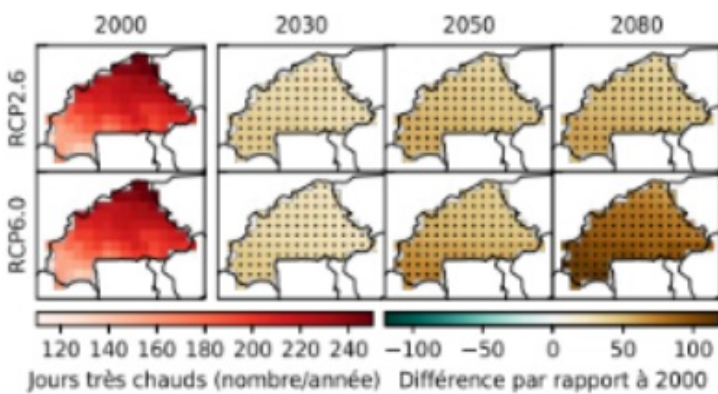 2000 2030 2050 2080
RCP2.6
RCP6.0
120 140 160 180 200 220 240 −100 −50 0 50 100
Jours très chauds (nombre/année) Différence par rapport à 2000